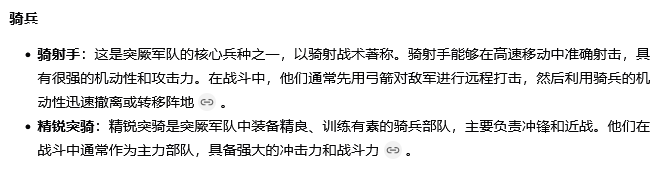 骑兵
• 骑射手：这是突厥军队的核心兵种之一，以骑射战术著称。骑射手能够在高速移动中准确射击，具
有很强的机动性和攻击力。在战斗中，他们通常先用弓箭对敌军进行远程打击，然后利用骑兵的机
动性迅速撤离或转移阵地 。
• 精锐突骑：精锐突骑是突厥军队中装备精良、训练有素的骑兵部队，主要负责冲锋和近战。他们在
战斗中通常作为主力部队，具备强大的冲击力和战斗力 。